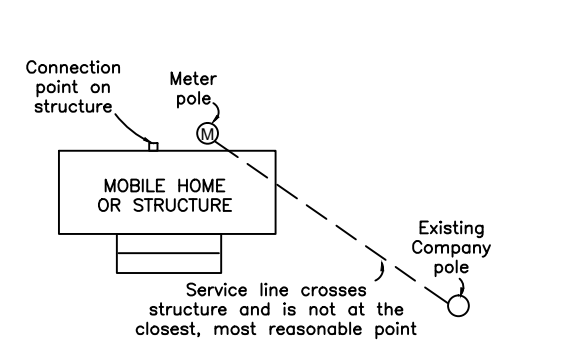 Connection
point on
structure
Meter
pole
M
MOBILE HOME
OR STRUCTURE
Existing
Company
pole
Service line crosses
structure and is not at the
closest, most reasonable point